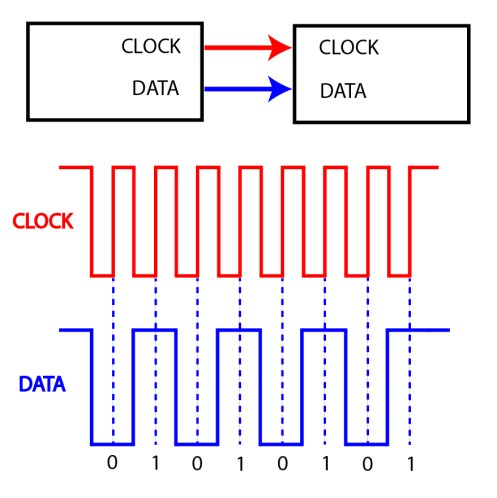 CLOCK CLOCK
DATA DATA
CLOCK
DATA
0 1 0 1 0 1 0 1